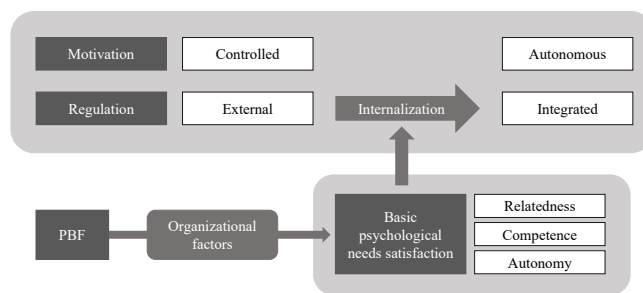 Motivation
Controlled
Autonomous
Regulation
External
Internalization
Integrated
PBF
Organizational
factors
Basic
psychological
needs satisfaction
Relatedness
Competence
Autonomy